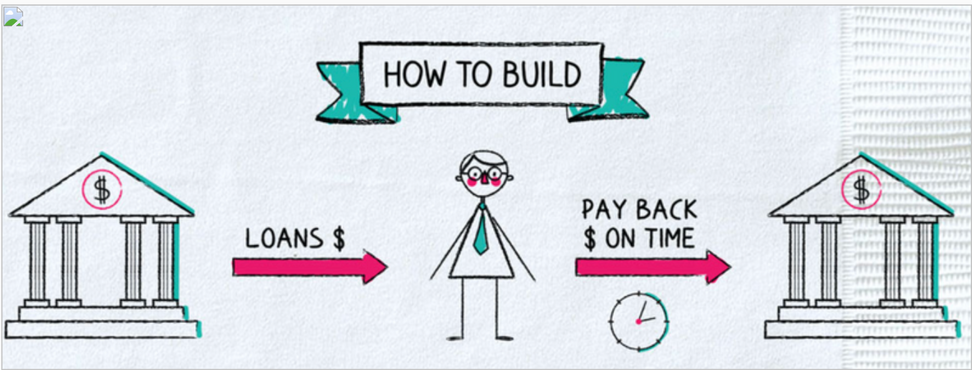 HOW TO BUILD
$
LOANS $
PAY BACK
$ ON TIME
$